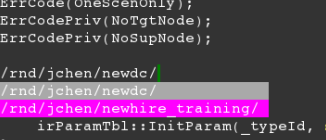 ErrCode(OneScenOnly);
ErrCodePriv(NoTgtNode);
ErrCodePriv(NoSupNode);
/rnd/jchen/newdc/
/rnd/jchen/newdc/
/rnd/jchen/newhire_training/
irParamTbl::InitParam(_typeId,